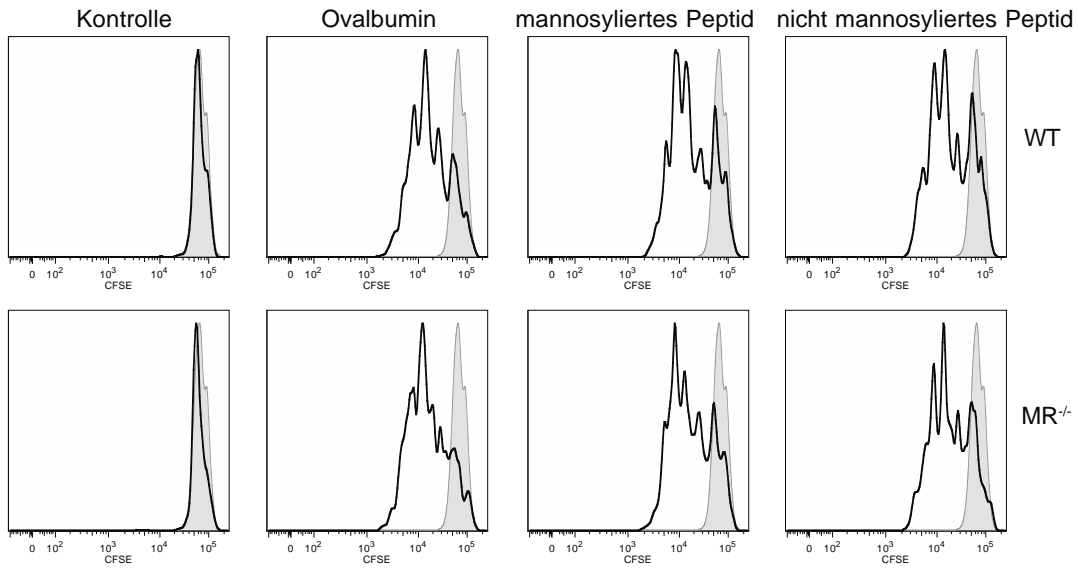 Kontrolle Ovalbumin mannosyliertes Peptid nicht mannosyliertes Peptid
WT
0 10² 10³ 10⁴ 10⁵ 0 10² 10³ 10⁴ 10⁵ 0 10² 10³ 10⁴ 10⁵ 0 10² 10³ 10⁴ 10⁵
CFSE CFSE CFSE CFSE
MR⁻/⁻
0 10² 10³ 10⁴ 10⁵ 0 10² 10³ 10⁴ 10⁵ 0 10² 10³ 10⁴ 10⁵ 0 10² 10³ 10⁴ 10⁵
CFSE CFSE CFSE CFSE